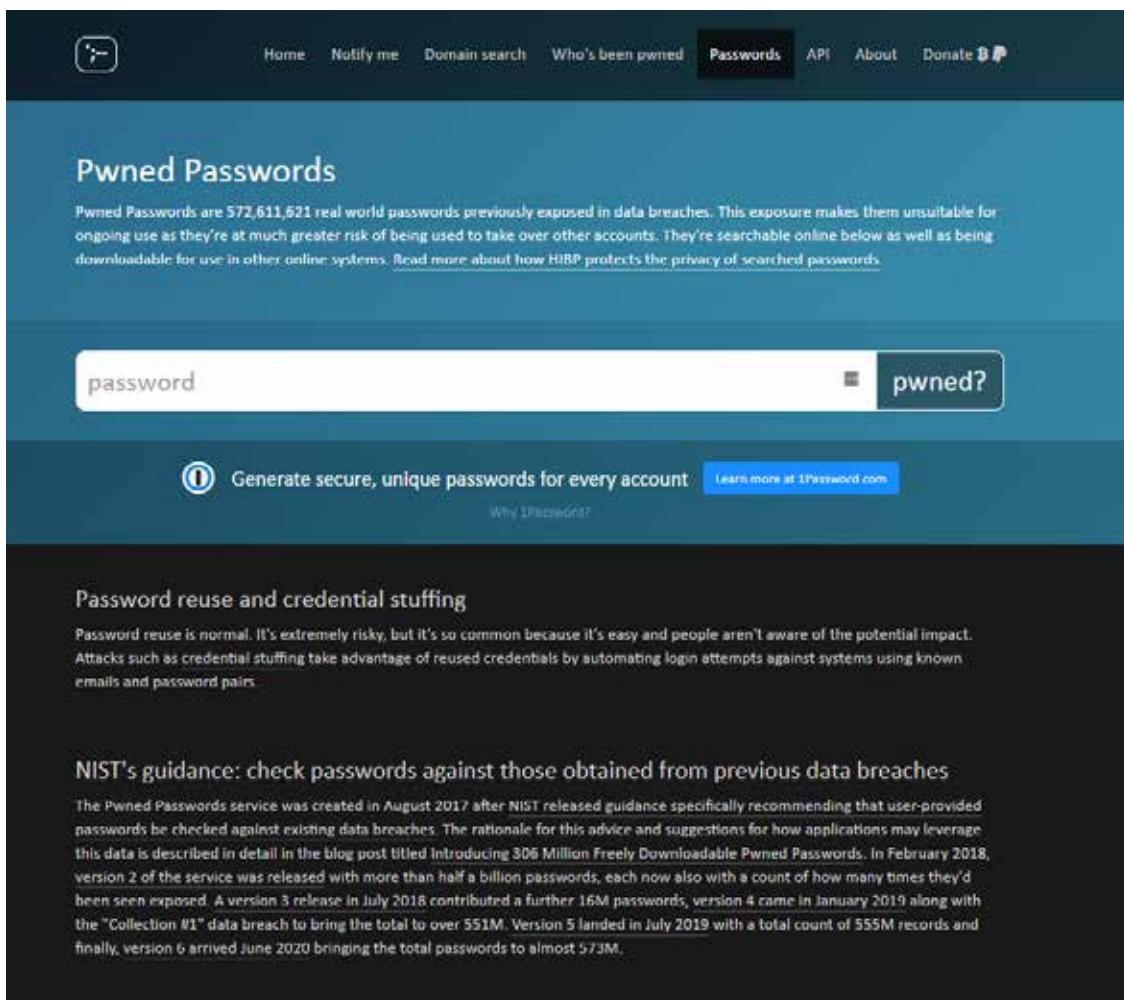 Home Notify me Domain search Who's been pwned Passwords API About Donate
Pwned Passwords
Pwned Passwords are 572,611,621 real world passwords previously exposed in data breaches. This exposure makes them unsuitable for
ongoing use as they're at much greater risk of being used to take over other accounts. They're searchable online below as well as being
downloadable for use in other online systems. Read more about how HIBP protects the privacy of searched passwords.
password pwned?
Generate secure, unique passwords for every account Learn more at 1Password.com
Why 1Password?
Password reuse and credential stuffing
Password reuse is normal. It's extremely risky, but it's so common because it's easy and people aren't aware of the potential impact.
Attacks such as credential stuffing take advantage of reused credentials by automating login attempts against systems using known
emails and password pairs.
NIST's guidance: check passwords against those obtained from previous data breaches
The Pwned Passwords service was created in August 2017 after NIST released guidance specifically recommending that user-provided
passwords be checked against existing data breaches. The rationale for this advice and suggestions for how applications may leverage
this data is described in detail in the blog post titled Introducing 306 Million Freely Downloadable Pwned Passwords. In February 2018,
version 2 of the service was released with more than half a billion passwords, each now also with a count of how many times they'd
been seen exposed. A version 3 release in July 2018 contributed a further 16M passwords, version 4 came in January 2019 along with
the "Collection #1" data breach to bring the total to over 551M. Version 5 landed in July 2019 with a total count of 555M records and
finally, version 6 arrived June 2020 bringing the total passwords to almost 573M.